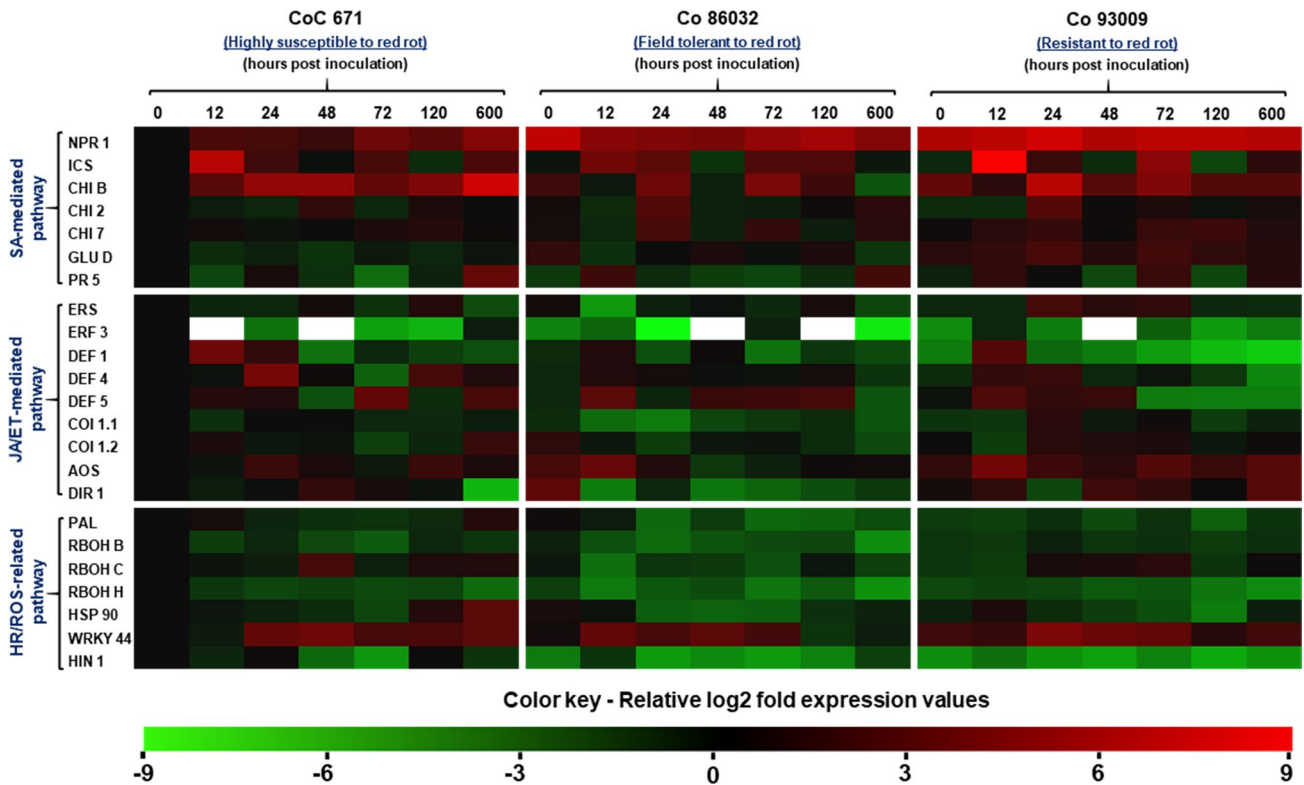 CoC 671
(Highly susceptible to red rot)
(hours post inoculation)
0 12 24 48 72 120 600
Co 86032
(Field tolerant to red rot)
(hours post inoculation)
0 12 24 48 72 120 600
Co 93009
(Resistant to red rot)
(hours post inoculation)
0 12 24 48 72 120 600
SA-mediated
pathway
NPR 1
ICS
CHI B
CHI 2
CHI 7
GLU D
PR 5
JA/ET-mediated
pathway
ERS
ERF 3
DEF 1
DEF 4
DEF 5
COI 1.1
COI 1.2
AOS
DIR 1
HR/ROS-related
pathway
PAL
RBOH B
RBOH C
RBOH H
HSP 90
WRKY 44
HIN 1
Color key - Relative log2 fold expression values
-9 -6 -3 0 3 6 9